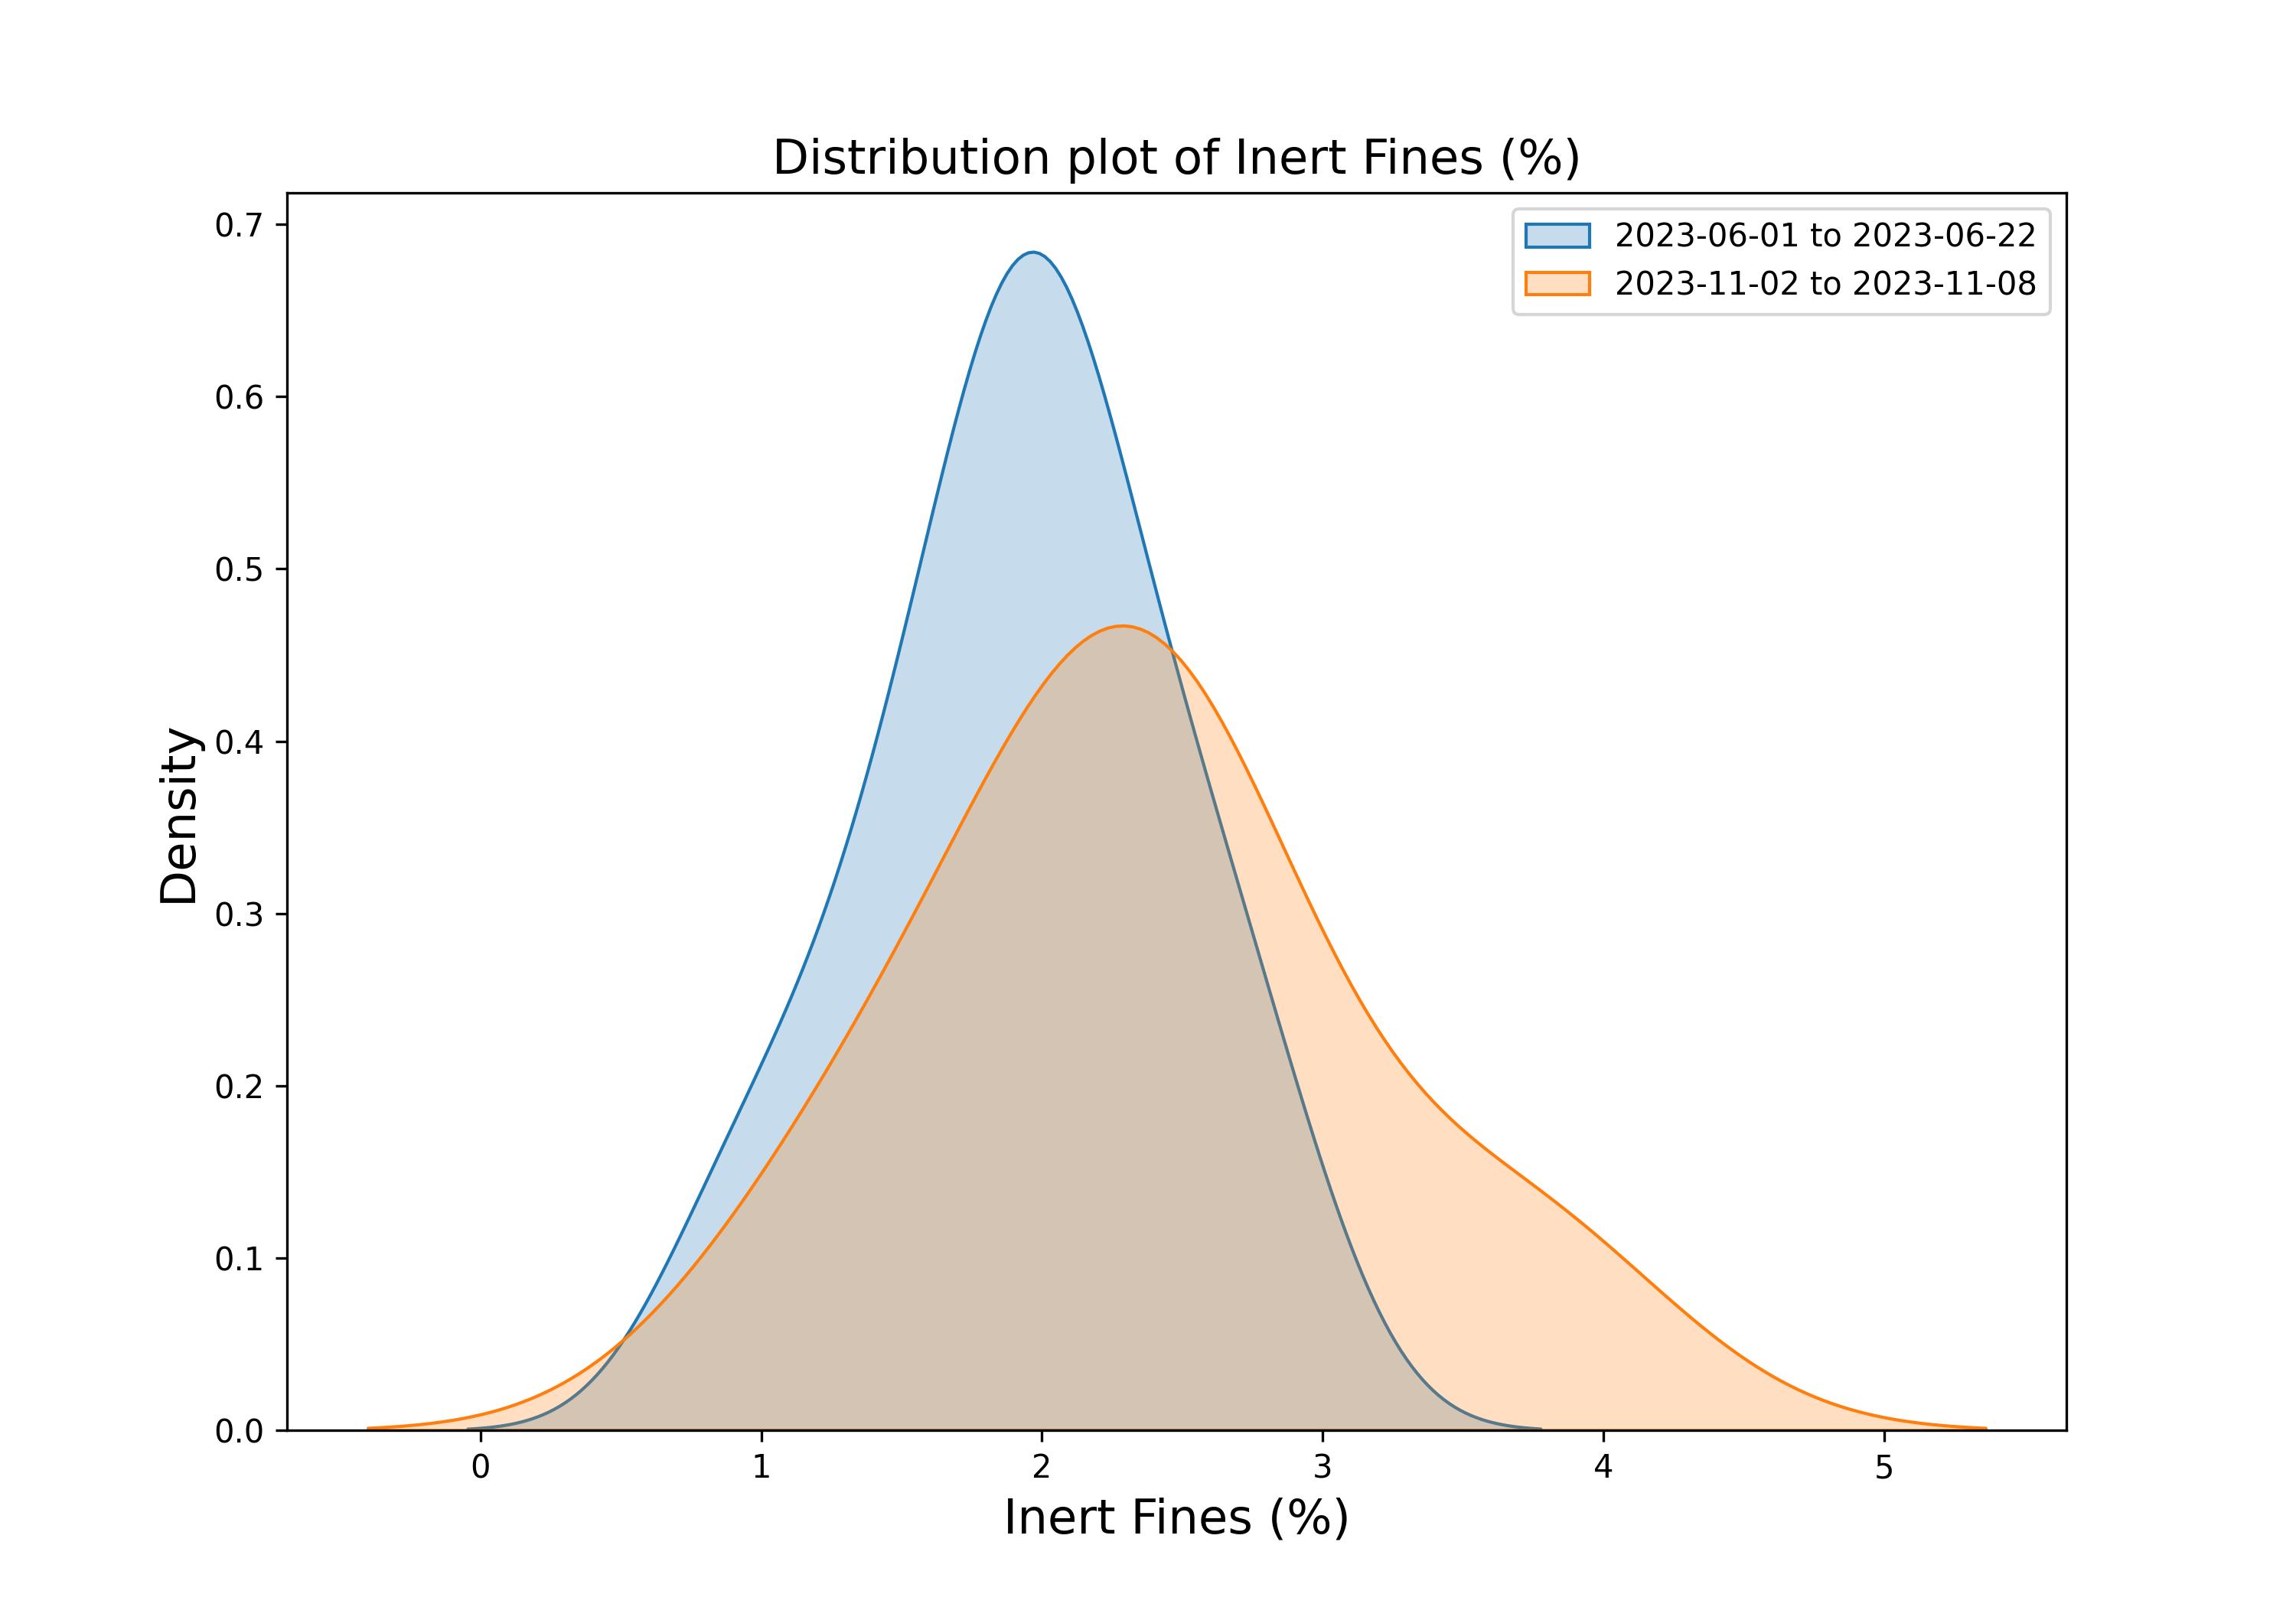 Distribution plot of Inert Fines (%)
2023-06-01 to 2023-06-22
2023-11-02 to 2023-11-08
Density
0.7
0.6
0.5
0.4
0.3
0.2
0.1
0.0
0 1 2 3 4 5
Inert Fines (%)